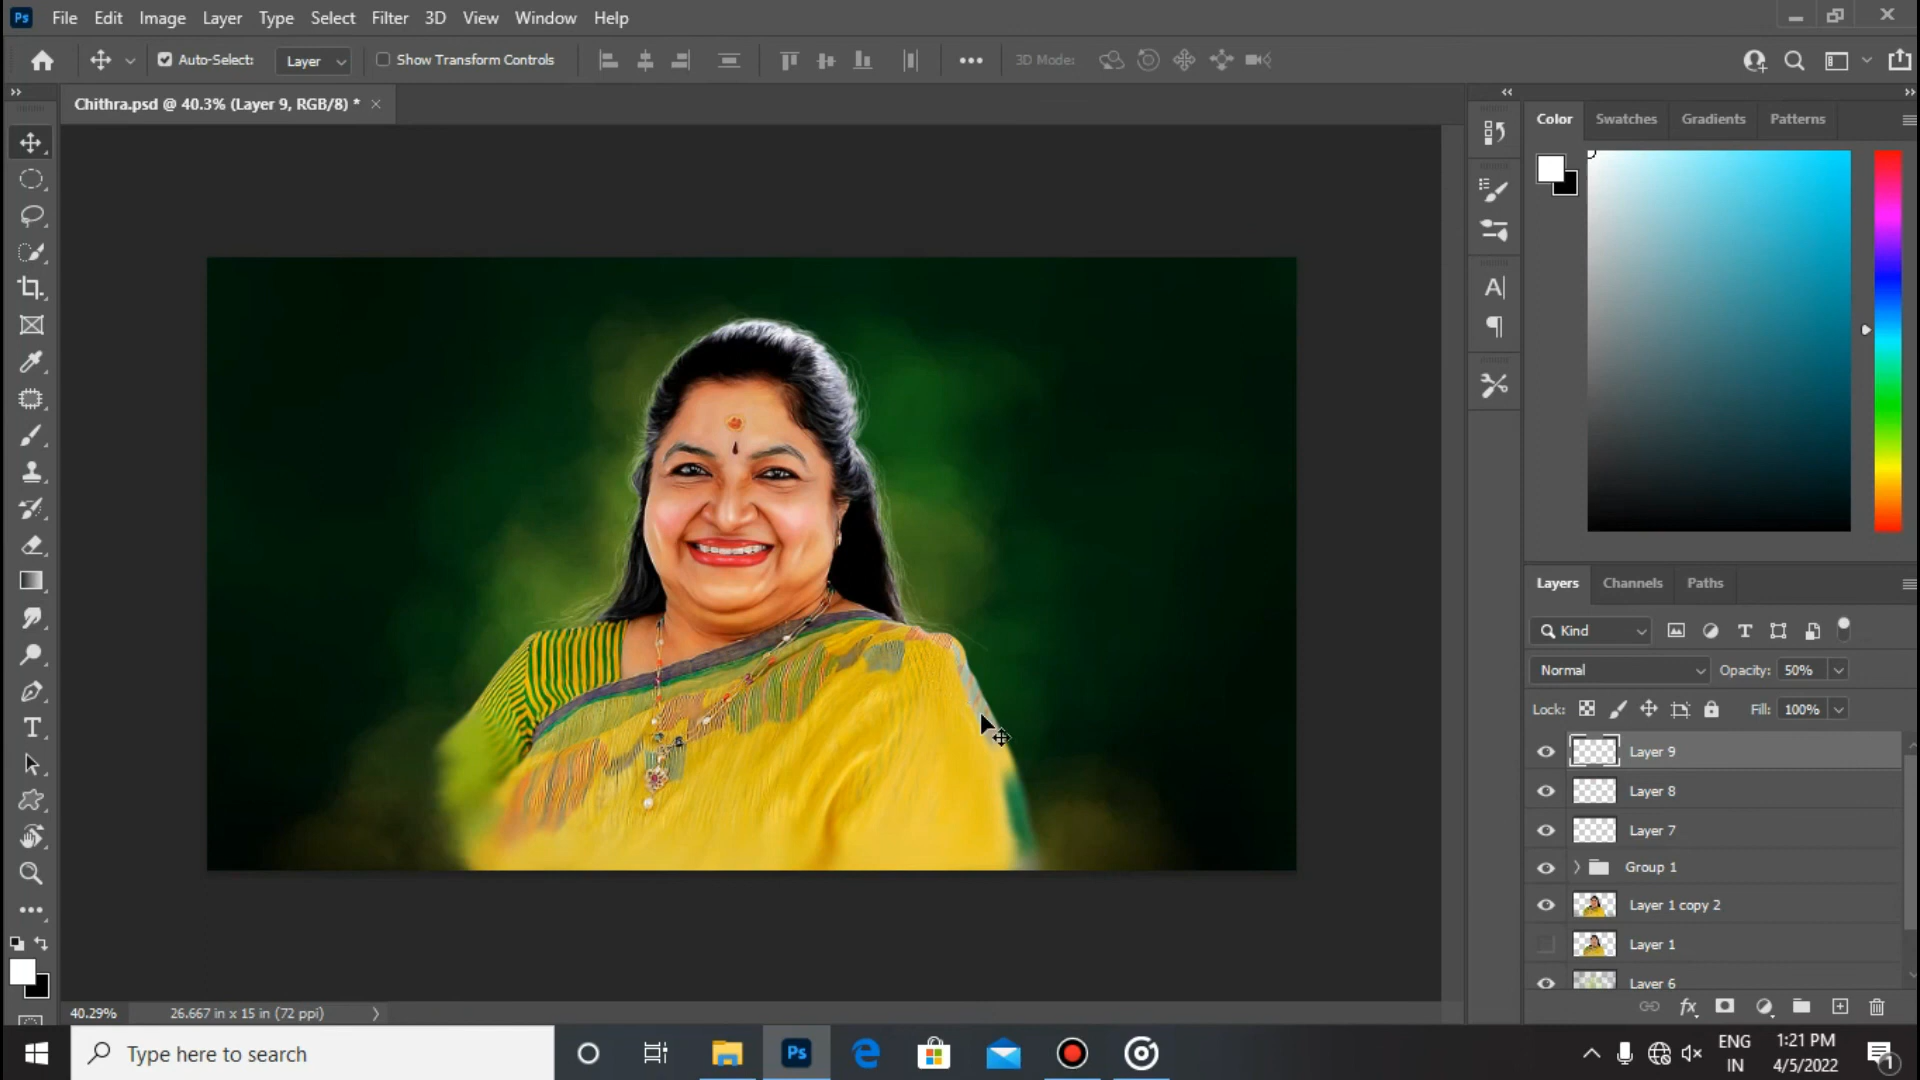 Ps File Edit Image Layer Type Select Filter 3D View Window Help
Auto-Select: Layer Show Transform Controls 3D Mode:
Chithra.psd @ 40.3% (Layer 9, RGB/8) *
Color Swatches Gradients Patterns
Layers Channels Paths
Kind
Normal Opacity: 50%
Lock: Fill: 100%
Layer 9
Layer 8
Layer 7
Group 1
Layer 1 copy 2
Layer 1
Layer 6
40.29% 26.667 in x 15 in (72 ppi)
Type here to search
Ps
ENG
IN
1:21 PM
4/5/2022
1